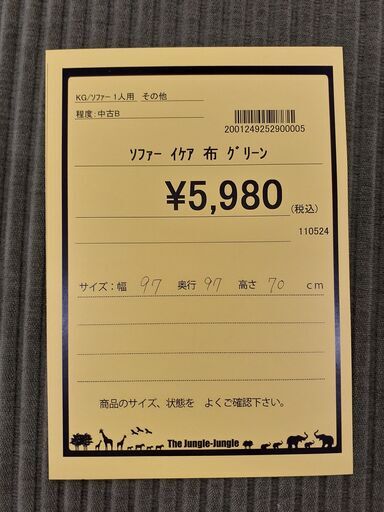 KG/ソファー1人用 その他
程度:中古B
2001249252900005
ソファー イケア 布 グリーン
¥5,980(税込)
110524
サイズ:幅 97 奥行 97 高さ 70 cm
商品のサイズ、状態を よくご確認下さい。
The Jungle-Jungle